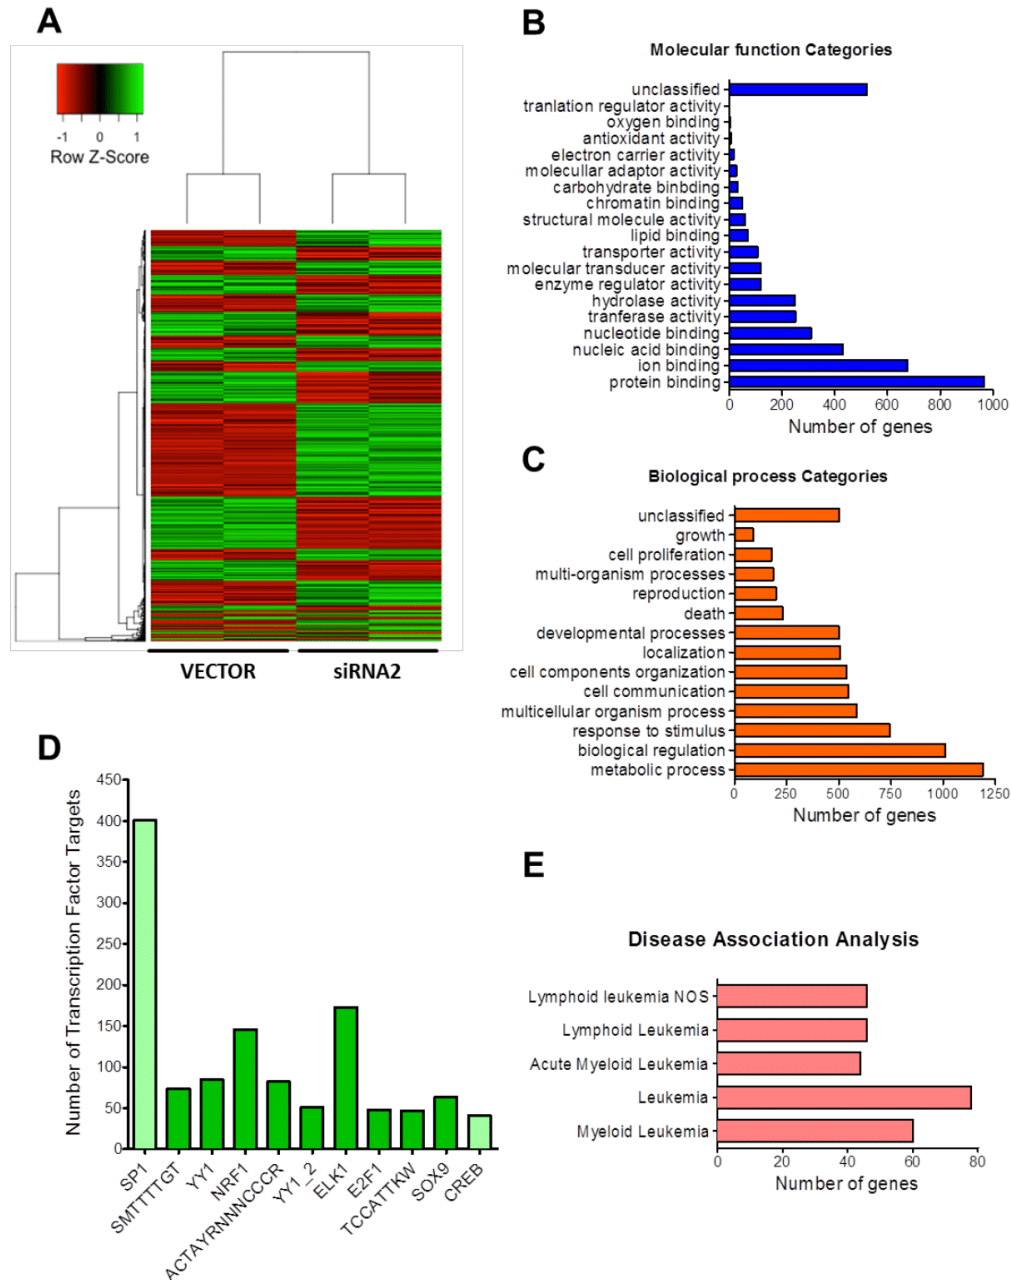 A
-1 0 1
Row Z-Score
VECTOR siRNA2
B
Molecular function Categories
unclassified
tranlation regulator activity
oxygen binding
antioxidant activity
electron carrier activity
molecullar adaptor activity
carbohydrate binbding
chromatin binding
structural molecule activity
lipid binding
transporter activity
molecular transducer activity
enzyme regulator activity
hydrolase activity
tranferase activity
nucleotide binding
nucleic acid binding
ion binding
protein binding
0 200 400 600 800 1000
Number of genes
C
Biological process Categories
unclassified
growth
cell proliferation
multi-organism processes
reproduction
death
developmental processes
localization
cell components organization
cell communication
multicellular organism process
response to stimulus
biological regulation
metabolic process
0 250 500 750 1000 1250
Number of genes
D
Number of Transcription Factor Targets
450
400
350
300
250
200
150
100
50
0
SP1
SMTTTTGT
YY1
NRF1
ACTAYRNNNCCCR
YY1_2
ELK1
E2F1
TCCATTKW
SOX9
CREB
E
Disease Association Analysis
Lymphoid leukemia NOS
Lymphoid Leukemia
Acute Myeloid Leukemia
Leukemia
Myeloid Leukemia
0 20 40 60 80
Number of genes